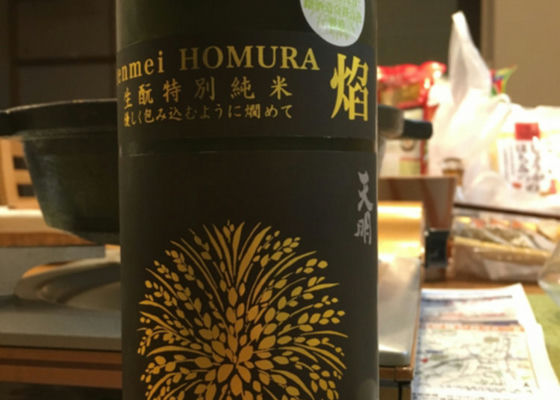 enmei HOMURA
生酛特別純米
優しく包み込むように燗めて
焰
天明